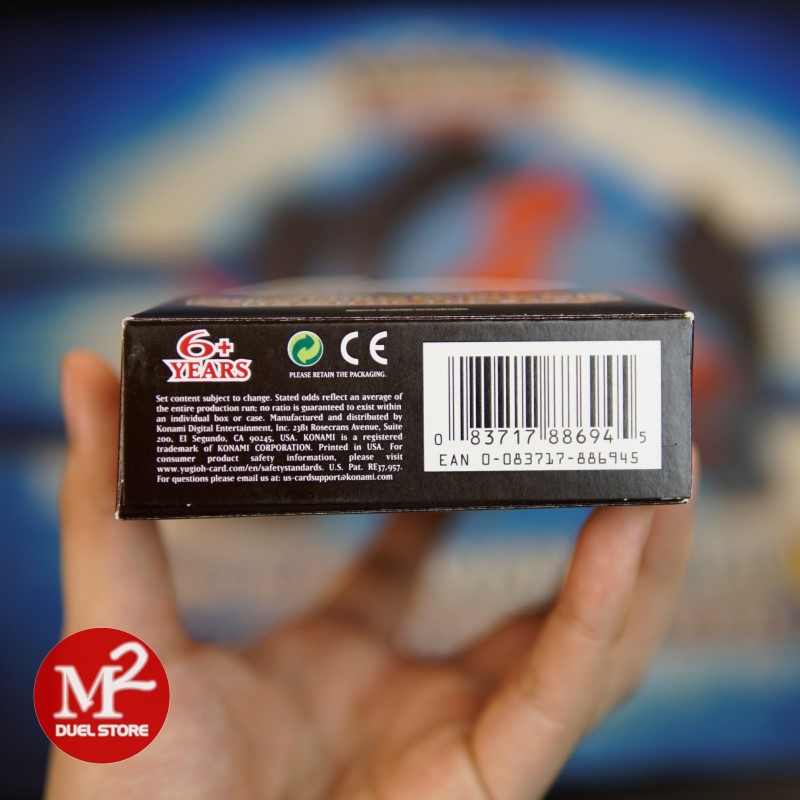 6+
YEARS
PLEASE RETAIN THE PACKAGING.
CE
Set content subject to change. Stated odds reflect an average of
the entire production run; no ratio is guaranteed to exist within
an individual box or case. Manufactured and distributed by
Konami Digital Entertainment, Inc. 2381 Rosecrans Avenue, Suite
200, El Segundo, CA 90245, USA. KONAMI is a registered
trademark of KONAMI CORPORATION. Printed in USA. For
consumer product safety information, please visit
www.yugioh-card.com/en/safetystandards. U.S. Pat. RE37,957.
For questions please email us at: us-cardsupport@konami.com
0 83717 88694 5
EAN 0-083717-886945
M2
DUEL STORE